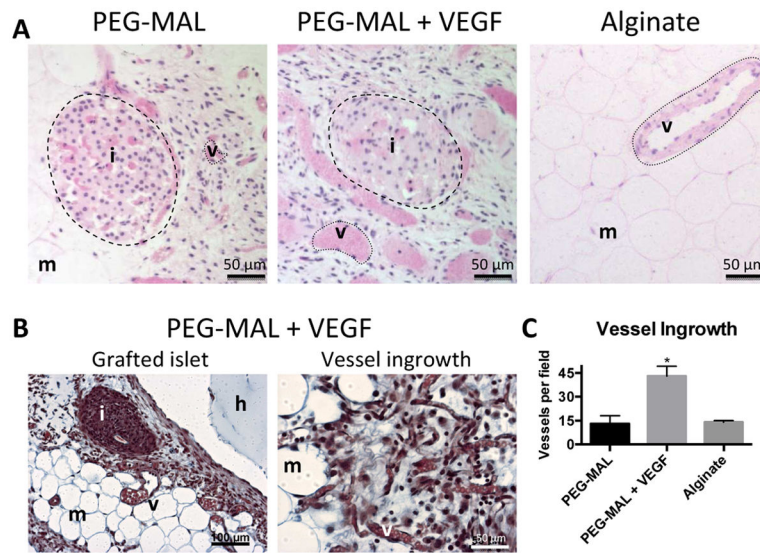 A
PEG-MAL
PEG-MAL + VEGF
Alginate
i
v
m
50 µm
i
v
50 µm
v
m
50 µm
B
PEG-MAL + VEGF
Grafted islet
Vessel ingrowth
i
h
m
v
100 µm
m
v
50 µm
C
Vessel Ingrowth
*
Vessels per field
45
30
15
0
PEG-MAL
PEG-MAL + VEGF
Alginate